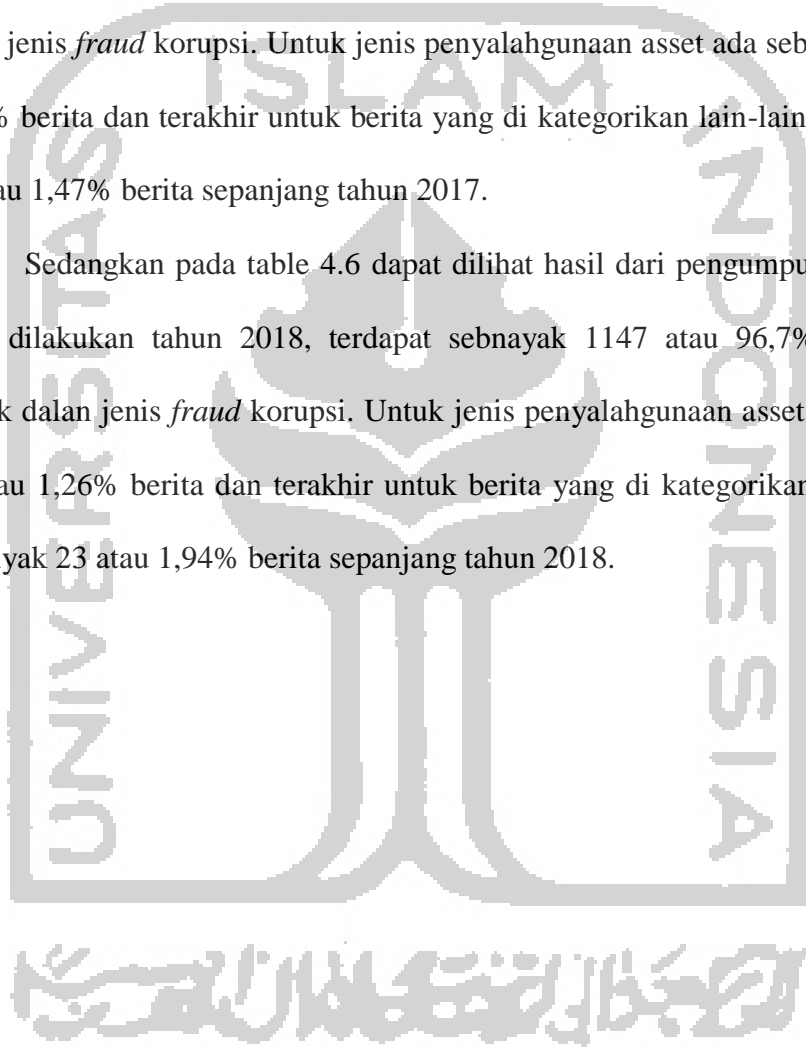 jenis fraud korupsi. Untuk jenis penyalahgunaan asset ada seb
% berita dan terakhir untuk berita yang di kategorikan lain-lain
au 1,47% berita sepanjang tahun 2017.
Sedangkan pada table 4.6 dapat dilihat hasil dari pengumpu
dilakukan tahun 2018, terdapat sebnayak 1147 atau 96,7%
k dalan jenis fraud korupsi. Untuk jenis penyalahgunaan asset
au 1,26% berita dan terakhir untuk berita yang di kategorikan
yak 23 atau 1,94% berita sepanjang tahun 2018.
UNIVERSITAS
ISLAM
INDONESIA